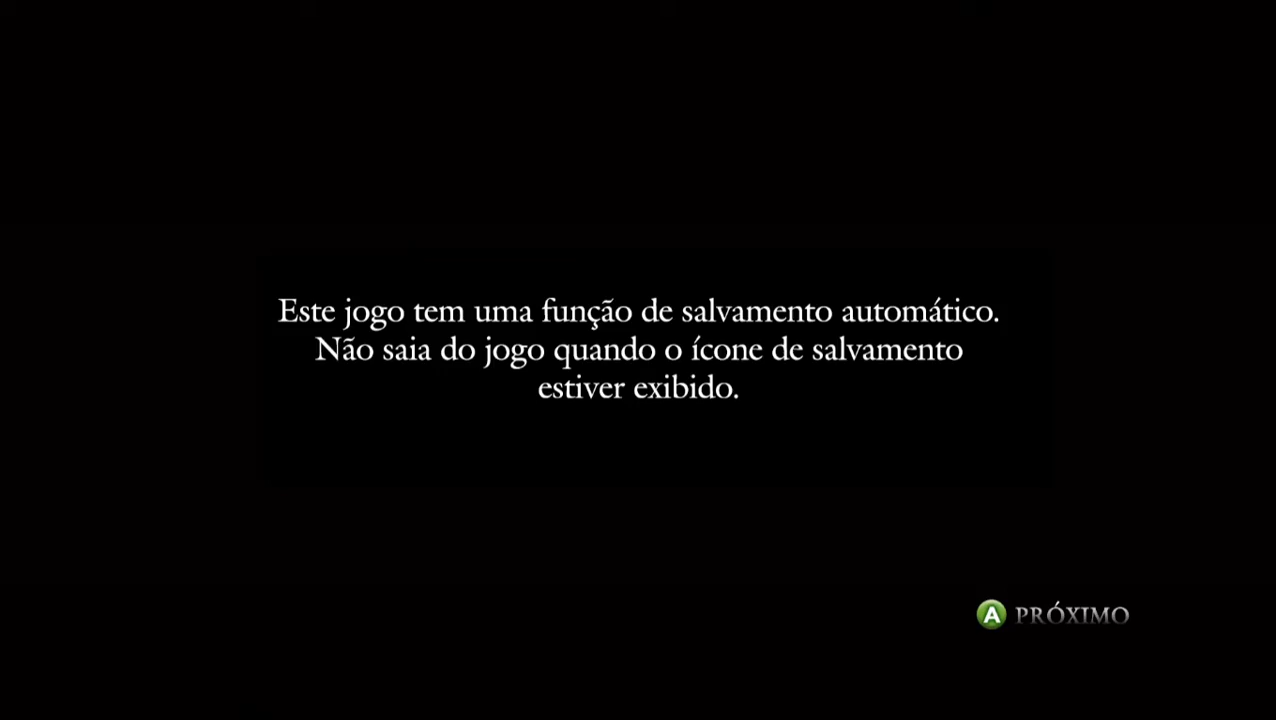 Este jogo tem uma função de salvamento automático.
Não saia do jogo quando o ícone de salvamento
estiver exibido.
A PRÓXIMO